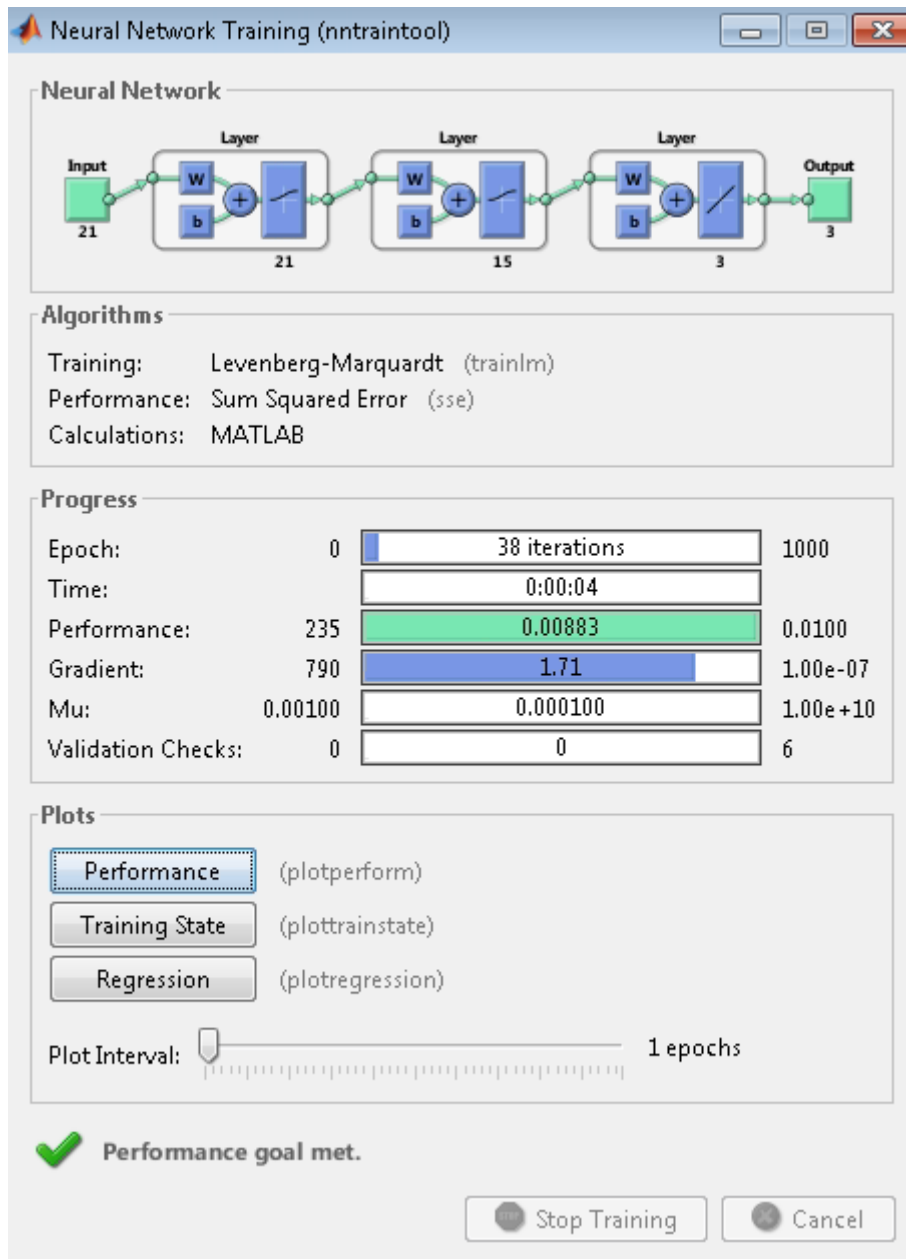 Neural Network Training (nntraintool)
Neural Network
Layer Layer Layer
Input Output
W W W
+ + +
b b b
21 3
21 15 3
Algorithms
Training: Levenberg-Marquardt (trainlm)
Performance: Sum Squared Error (sse)
Calculations: MATLAB
Progress
Epoch: 0 38 iterations 1000
Time: 0:00:04
Performance: 235 0.00883 0.0100
Gradient: 790 1.71 1.00e-07
Mu: 0.00100 0.000100 1.00e+10
Validation Checks: 0 0 6
Plots
Performance (plotperform)
Training State (plottrainstate)
Regression (plotregression)
Plot Interval: 1 epochs
Performance goal met.
Stop Training Cancel